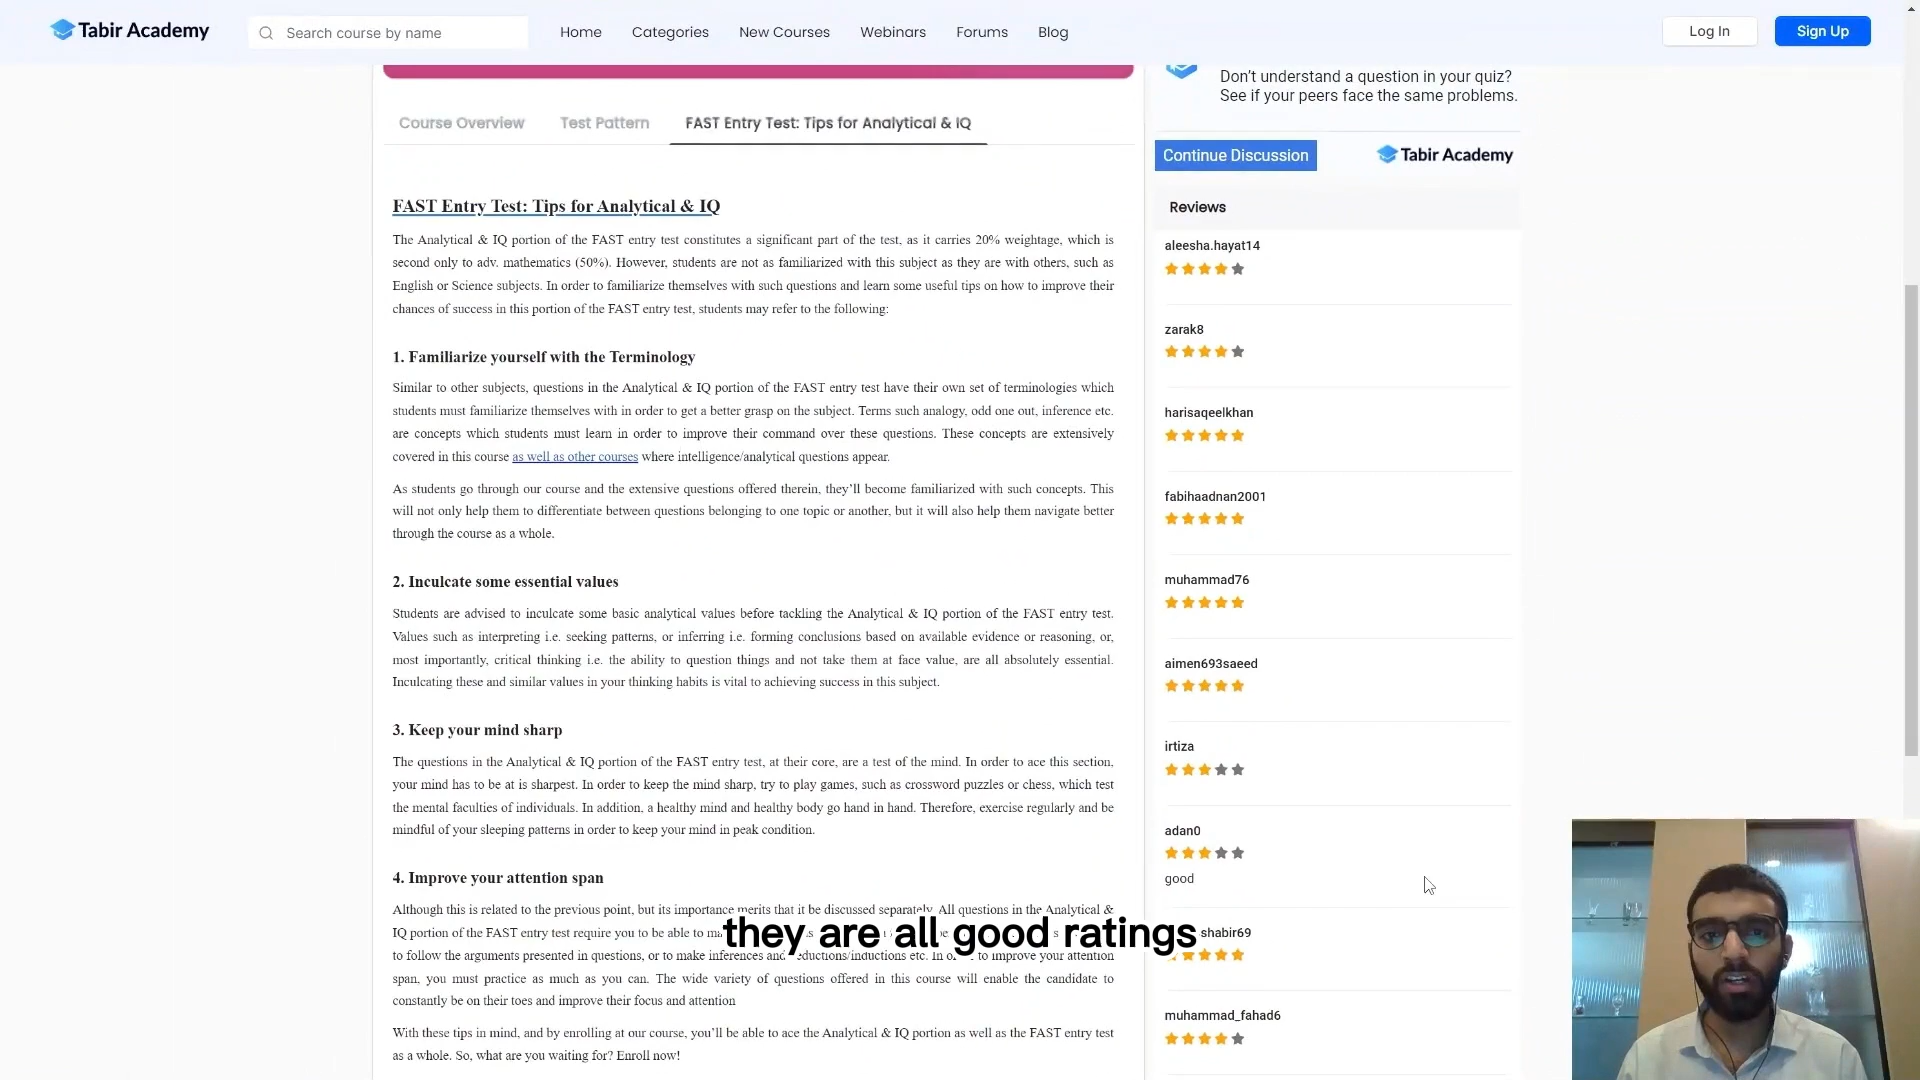 Tabir Academy
Search course by name
Home
Categories
New Courses
Webinars
Forums
Blog
Log In
Sign Up
Don't understand a question in your quiz?
See if your peers face the same problems.
Course Overview
Test Pattern
FAST Entry Test: Tips for Analytical & IQ
Continue Discussion
Tabir Academy
FAST Entry Test: Tips for Analytical & IQ
The Analytical & IQ portion of the FAST entry test constitutes a significant part of the test, as it carries 20% weightage, which is
second only to adv. mathematics (50%). However, students are not as familiarized with this subject as they are with others, such as
English or Science subjects. In order to familiarize themselves with such questions and learn some useful tips on how to improve their
chances of success in this portion of the FAST entry test, students may refer to the following:
1. Familiarize yourself with the Terminology
Similar to other subjects, questions in the Analytical & IQ portion of the FAST entry test have their own set of terminologies which
students must familiarize themselves with in order to get a better grasp on the subject. Terms such analogy, odd one out, inference etc.
are concepts which students must learn in order to improve their command over these questions. These concepts are extensively
covered in this course as well as other courses where intelligence/analytical questions appear.
As students go through our course and the extensive questions offered therein, they'll become familiarized with such concepts. This
will not only help them to differentiate between questions belonging to one topic or another, but it will also help them navigate better
through the course as a whole.
2. Inculcate some essential values
Students are advised to inculcate some basic analytical values before tackling the Analytical & IQ portion of the FAST entry test.
Values such as interpreting i.e. seeking patterns, or inferring i.e. forming conclusions based on available evidence or reasoning, or,
most importantly, critical thinking i.e. the ability to question things and not take them at face value, are all absolutely essential.
Inculcating these and similar values in your thinking habits is vital to achieving success in this subject.
3. Keep your mind sharp
The questions in the Analytical & IQ portion of the FAST entry test, at their core, are a test of the mind. In order to ace this section,
your mind has to be at is sharpest. In order to keep the mind sharp, try to play games, such as crossword puzzles or chess, which test
the mental faculties of individuals. In addition, a healthy mind and healthy body go hand in hand. Therefore, exercise regularly and be
mindful of your sleeping patterns in order to keep your mind in peak condition.
4. Improve your attention span
Although this is related to the previous point, but its importance merits that it be discussed separately. All questions in the Analytical &
IQ portion of the FAST entry test require you to be able to
to follow the arguments presented in questions, or to make inferences and deductions/inductions etc. In to improve your attention
span, you must practice as much as you can. The wide variety of questions offered in this course will enable the candidate to
constantly be on their toes and improve their focus and attention
With these tips in mind, and by enrolling at our course, you'll be able to ace the Analytical & IQ portion as well as the FAST entry test
as a whole. So, what are you waiting for? Enroll now!
they are all good ratings
Reviews
aleesha.hayat14
zarak8
harisaqeelkhan
fabihaadnan2001
muhammad76
aimen693saeed
irtiza
adan0
good
shabir69
muhammad_fahad6